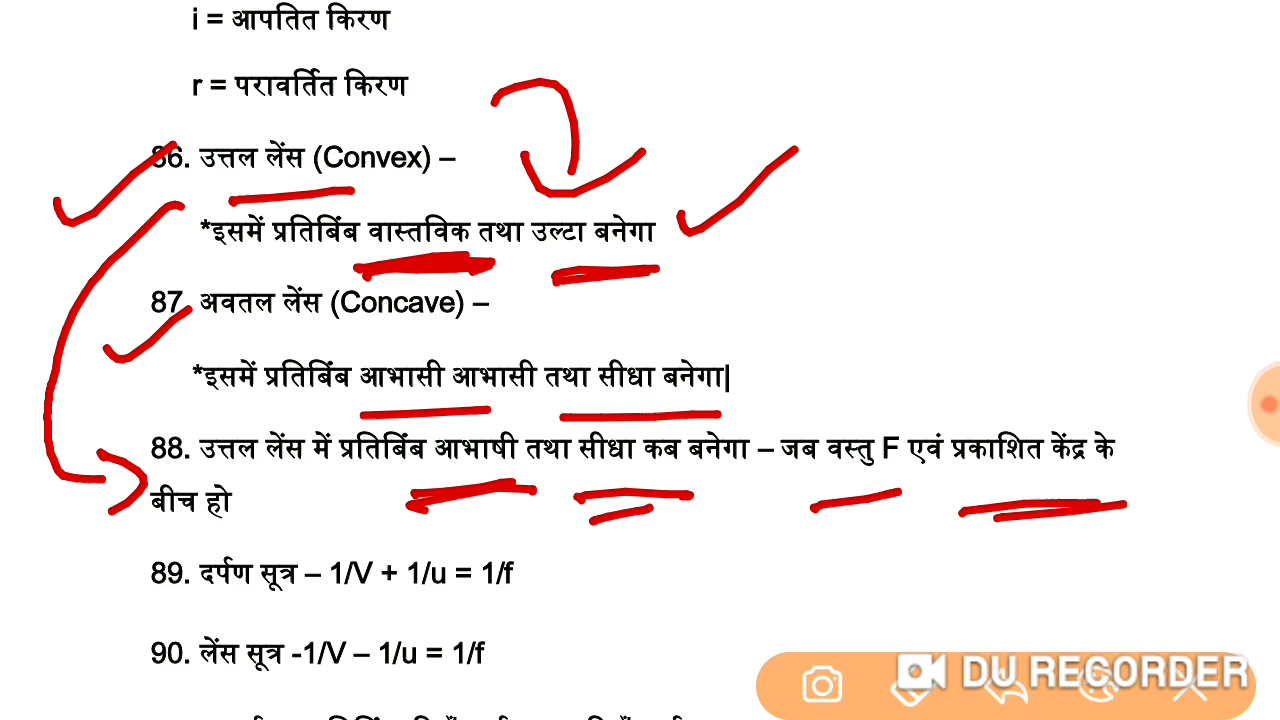 i = आपतित किरण
r = परावर्तित किरण
86. उत्तल लेंस (Convex) –
*इसमें प्रतिबिंब वास्तविक तथा उल्टा बनेगा
87. अवतल लेंस (Concave) –
*इसमें प्रतिबिंब आभासी आभासी तथा सीधा बनेगा|
88. उत्तल लेंस में प्रतिबिंब आभाषी तथा सीधा कब बनेगा – जब वस्तु F एवं प्रकाशित केंद्र के
बीच हो
89. दर्पण सूत्र – 1/V + 1/u = 1/f
90. लेंस सूत्र -1/V – 1/u = 1/f
DU RECORDER